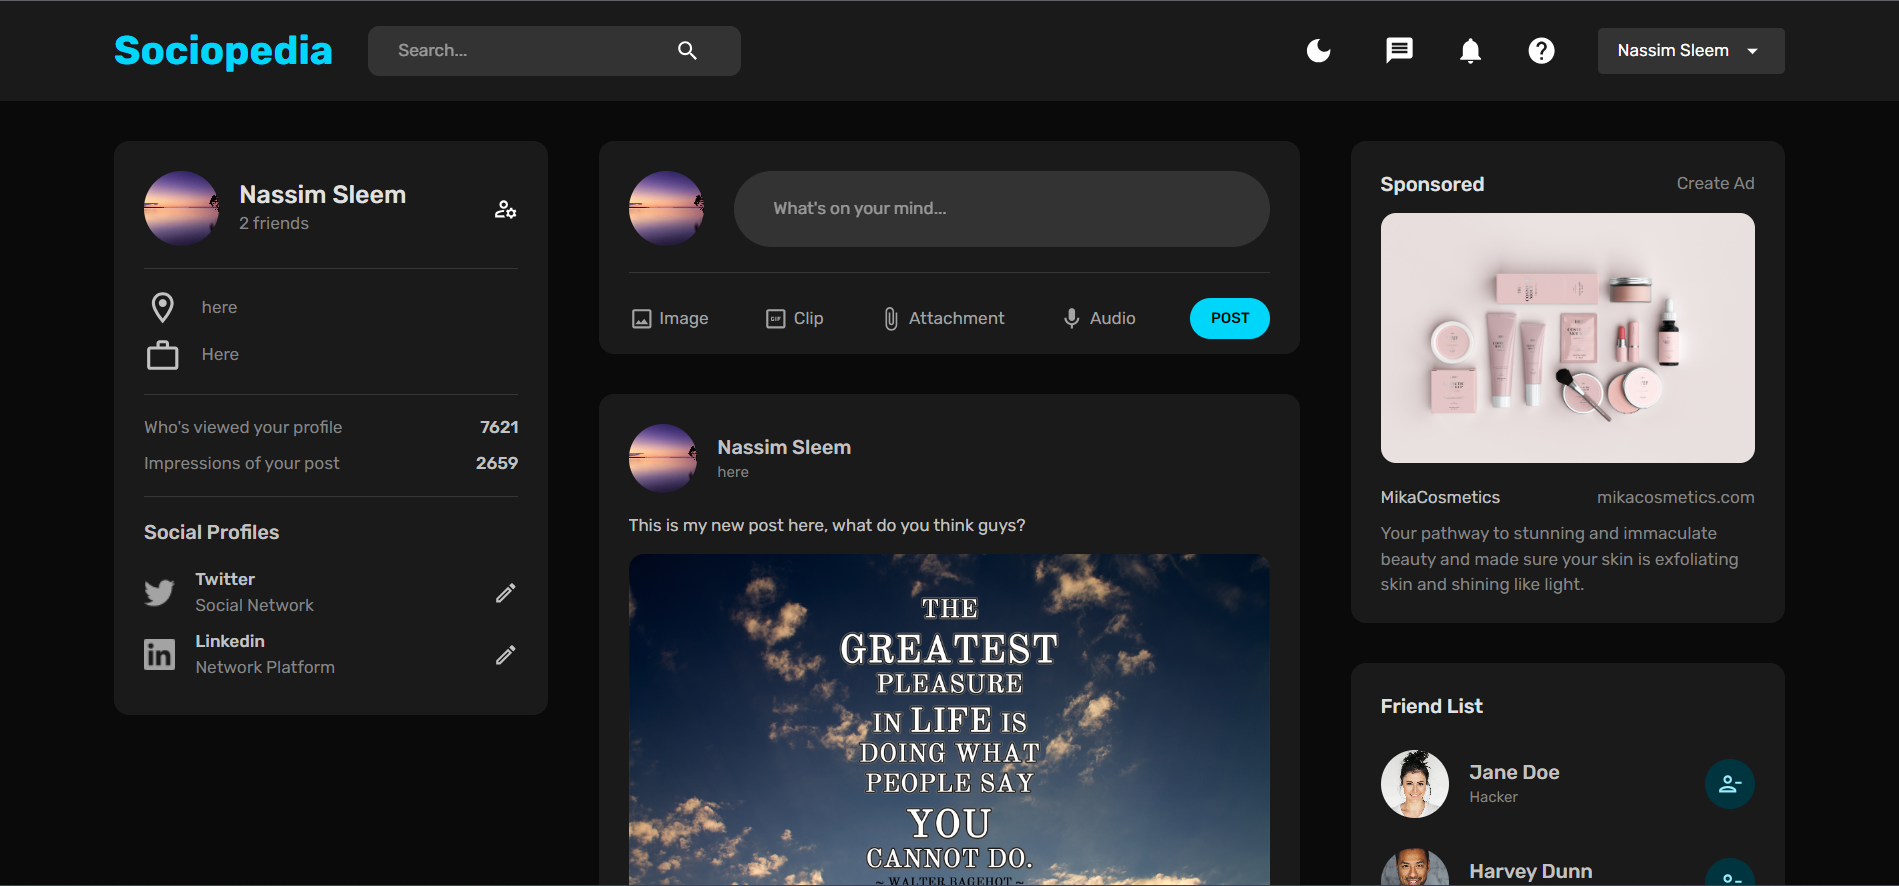 Sociopedia
Search...
Nassim Sleem
Nassim Sleem
2 friends
here
Here
Who's viewed your profile 7621
Impressions of your post 2659
Social Profiles
Twitter
Social Network
Linkedin
Network Platform
What's on your mind...
Image GIF Clip Attachment Audio POST
Nassim Sleem
here
This is my new post here, what do you think guys?
THE
GREATEST
PLEASURE
IN LIFE IS
DOING WHAT
PEOPLE SAY
YOU
CANNOT DO.
~ WALTER BAGEHOT ~
Sponsored Create Ad
MikaCosmetics mikacosmetics.com
Your pathway to stunning and immaculate
beauty and made sure your skin is exfoliating
skin and shining like light.
Friend List
Jane Doe
Hacker
Harvey Dunn